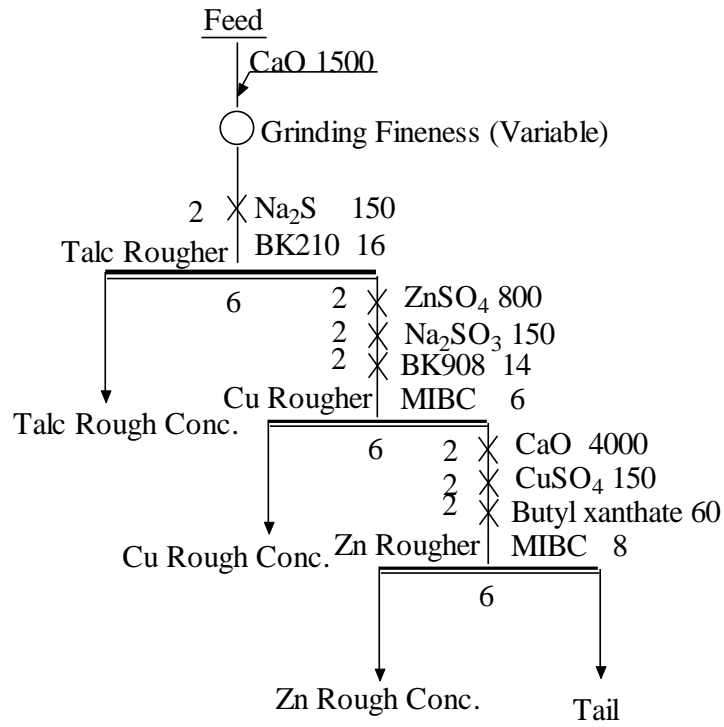 Feed
CaO 1500
Grinding Fineness (Variable)
2 Na₂S 150
Talc Rougher BK210 16
6
2 ZnSO₄ 800
2 Na₂SO₃ 150
2 BK908 14
Cu Rougher MIBC 6
Talc Rough Conc.
6
2 CaO 4000
2 CuSO₄ 150
2 Butyl xanthate 60
Cu Rough Conc.
Zn Rougher MIBC 8
6
Zn Rough Conc.
Tail